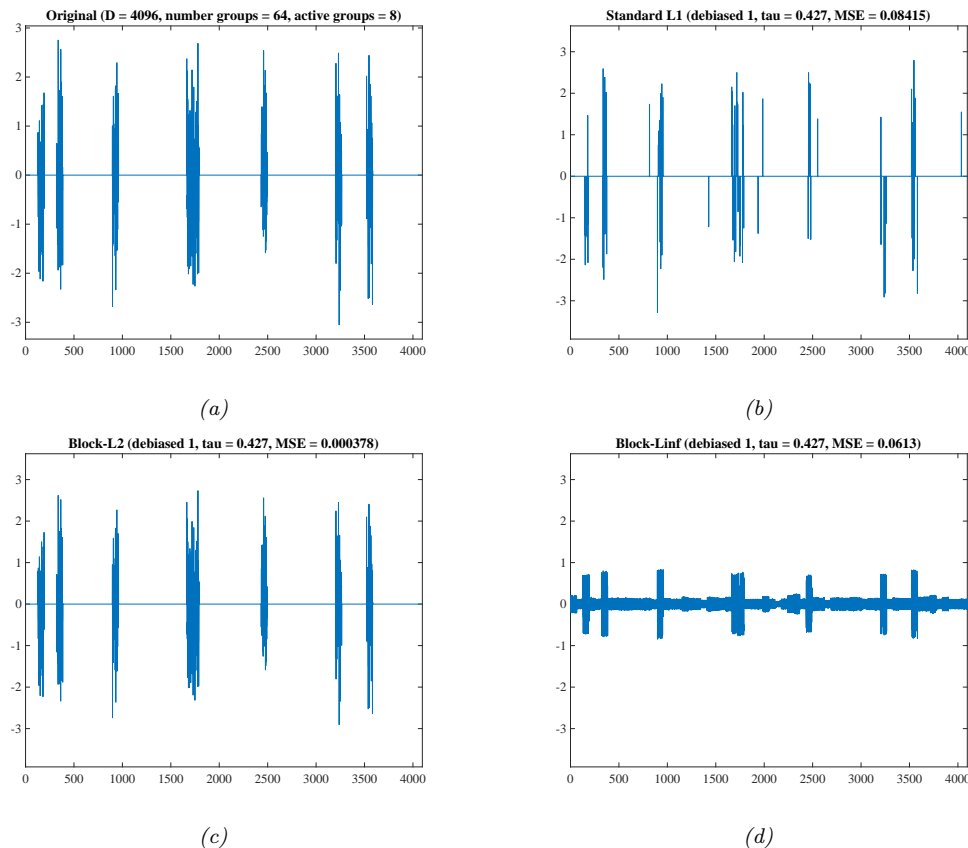 Original (D = 4096, number groups = 64, active groups = 8)
3
2
1
0
-1
-2
-3
0 500 1000 1500 2000 2500 3000 3500 4000
(a)
Standard L1 (debiased 1, tau = 0.427, MSE = 0.08415)
3
2
1
0
-1
-2
-3
0 500 1000 1500 2000 2500 3000 3500 4000
(b)
Block-L2 (debiased 1, tau = 0.427, MSE = 0.000378)
3
2
1
0
-1
-2
-3
0 500 1000 1500 2000 2500 3000 3500 4000
(c)
Block-Linf (debiased 1, tau = 0.427, MSE = 0.0613)
3
2
1
0
-1
-2
-3
0 500 1000 1500 2000 2500 3000 3500 4000
(d)